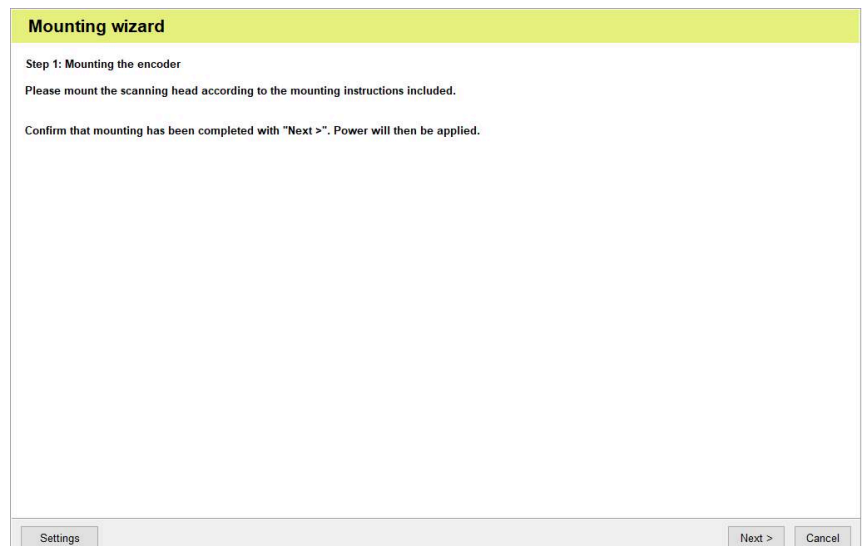 Mounting wizard
Step 1: Mounting the encoder
Please mount the scanning head according to the mounting instructions included.
Confirm that mounting has been completed with "Next >". Power will then be applied.
Settings
Next >
Cancel